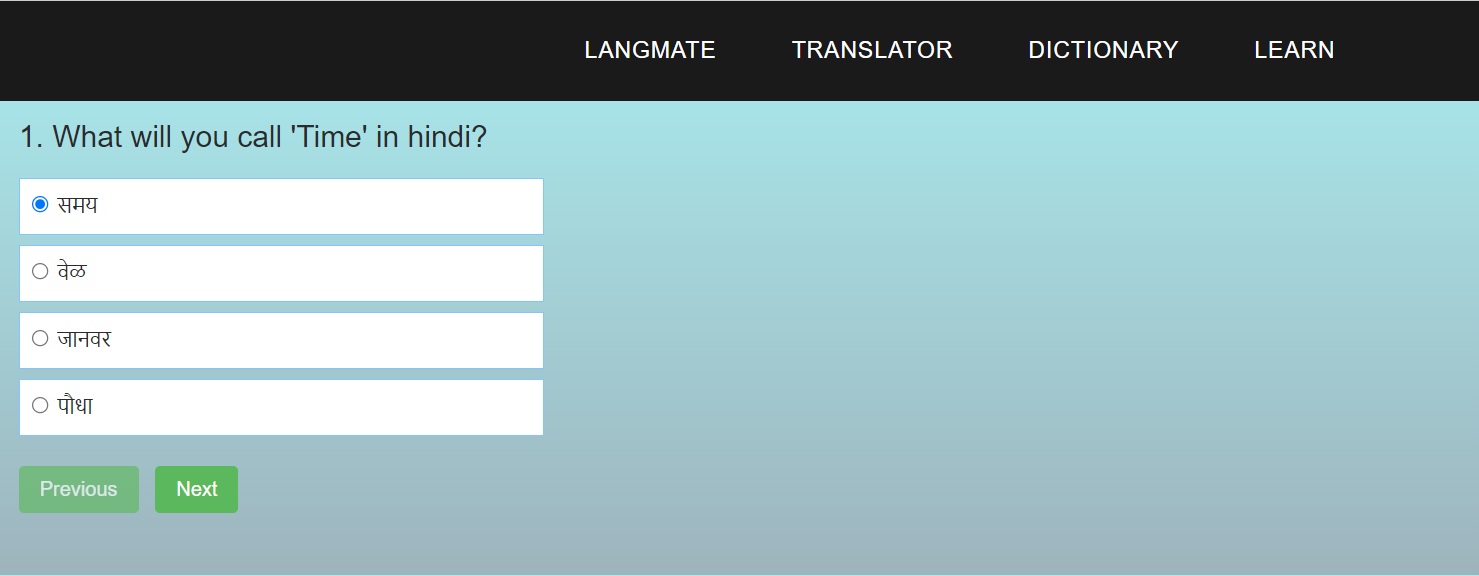 LANGMATE TRANSLATOR DICTIONARY LEARN
1. What will you call 'Time' in hindi?
समय
वेळ
जानवर
पौधा
Previous Next